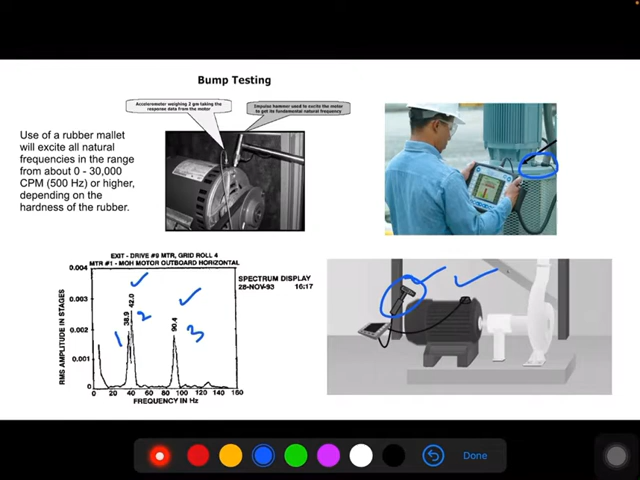 Bump Testing
Accelerometer weighing 2 gm taking the
response data from the motor
Impulse hammer used to excite the motor
to get its fundamental natural frequency
Use of a rubber mallet
will excite all natural
frequencies in the range
from about 0 - 30,000
CPM (500 Hz) or higher,
depending on the
hardness of the rubber.
EXIT - DRIVE #9 MTR, GRID ROLL 4
MTR #1 - MOH MOTOR OUTBOARD HORIZONTAL
SPECTRUM DISPLAY
28-NOV-93 16:17
RMS AMPLITUDE IN STAGES
0.004
0.003
0.002
0.001
0
38.9
42.0
90.4
1
2
3
0 20 40 60 80 100 120 140 160
FREQUENCY IN Hz
Done